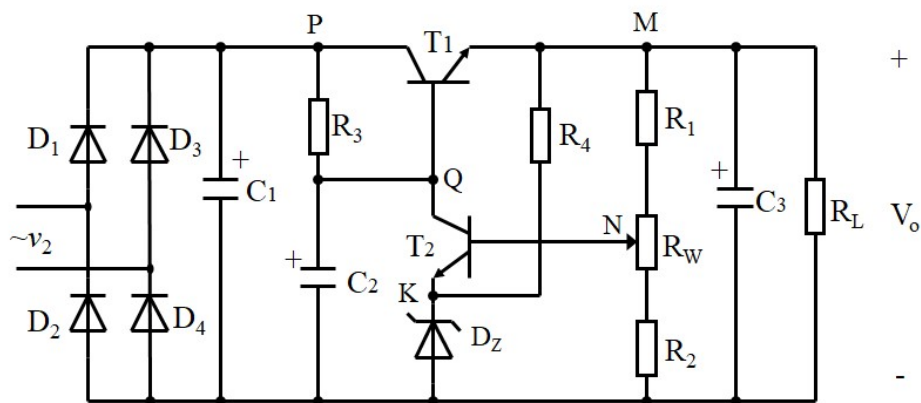 P
T1
M
+
D1
D3
+
C1
R3
R4
R1
Q
+
C3
RL
Vo
~v2
T2
N
RW
+
C2
K
D2
D4
DZ
R2
-